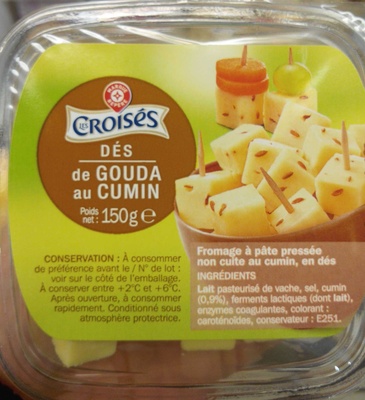 MARQUE
REPÈRE
LES
CROISÉS
DÉS
de GOUDA
au CUMIN
Poids
net : 150g e
CONSERVATION : À consommer
de préférence avant le / N° de lot :
voir sur le côté de l'emballage.
À conserver entre +2°C et +6°C.
Après ouverture, à consommer
rapidement. Conditionné sous
atmosphère protectrice.
Fromage à pâte pressée
non cuite au cumin, en dés
INGRÉDIENTS
Lait pasteurisé de vache, sel, cumin
(0,9%), ferments lactiques (dont lait),
enzymes coagulantes, colorant :
caroténoïdes, conservateur : E251.